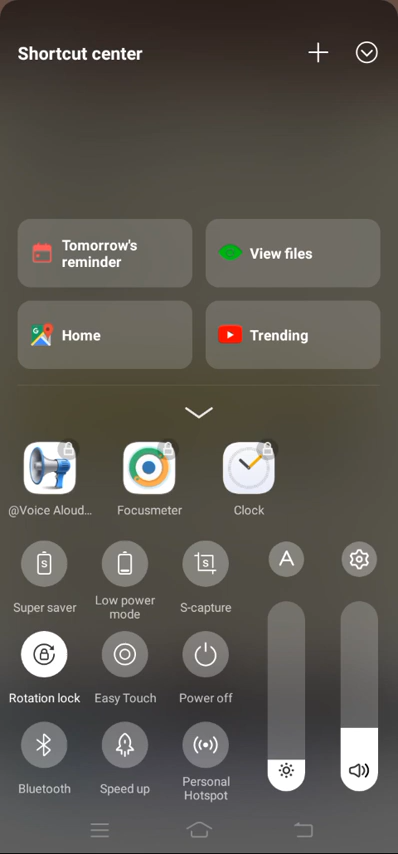 Shortcut center
Tomorrow's
reminder
View files
Home
Trending
@Voice Aloud...
Focusmeter
Clock
S
S
A
Super saver
Low power
mode
S-capture
Rotation lock
Easy Touch
Power off
Bluetooth
Speed up
Personal
Hotspot